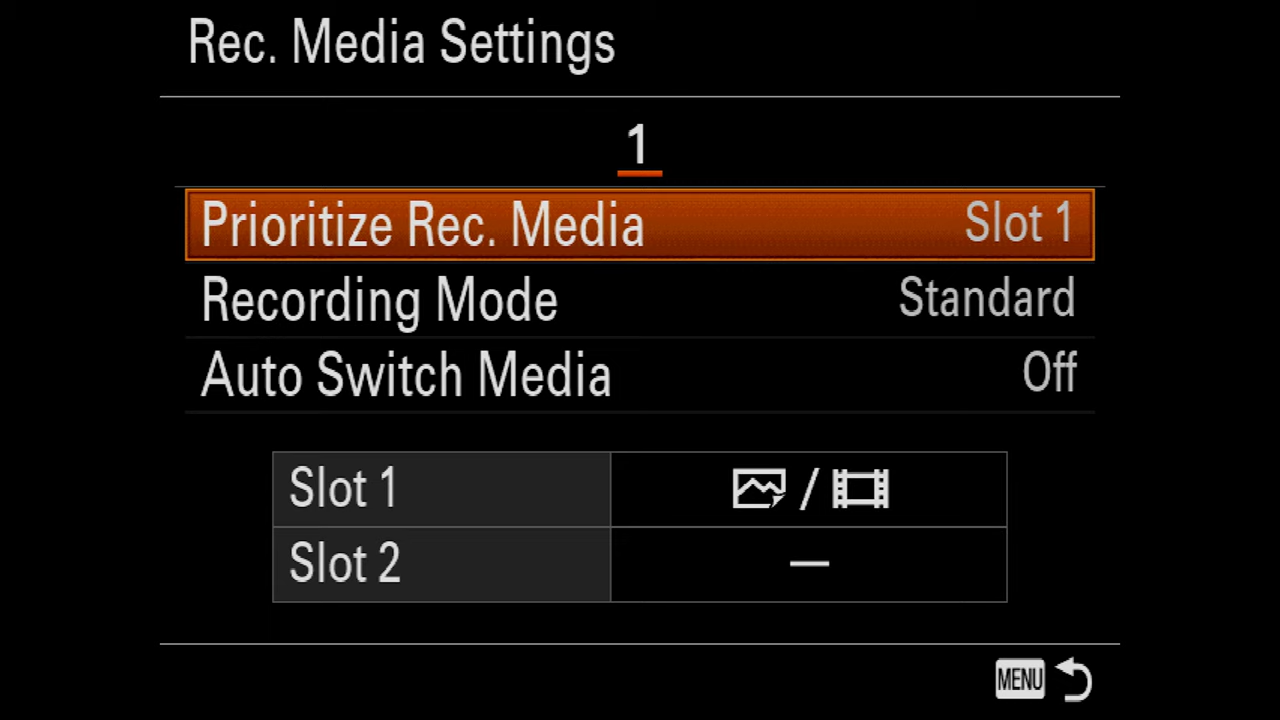 Rec. Media Settings
1
Prioritize Rec. Media Slot 1
Recording Mode Standard
Auto Switch Media Off
Slot 1 /
Slot 2 —
MENU